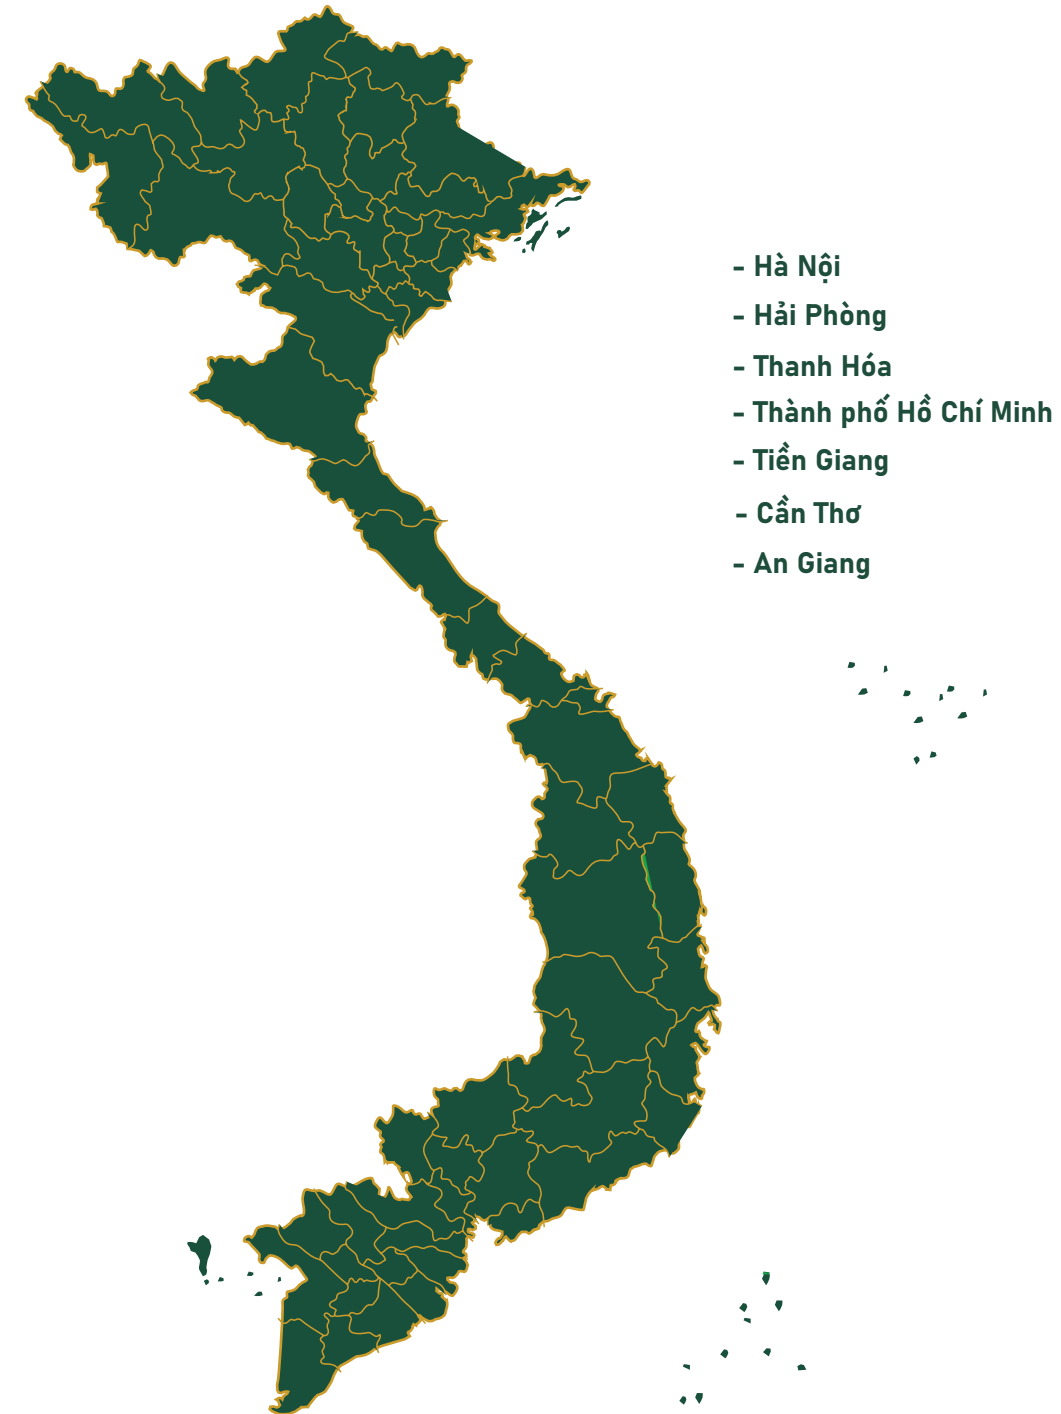 - Hà Nội
- Hải Phòng
- Thanh Hóa
- Thành phố Hồ Chí Minh
- Tiền Giang
- Cần Thơ
- An Giang